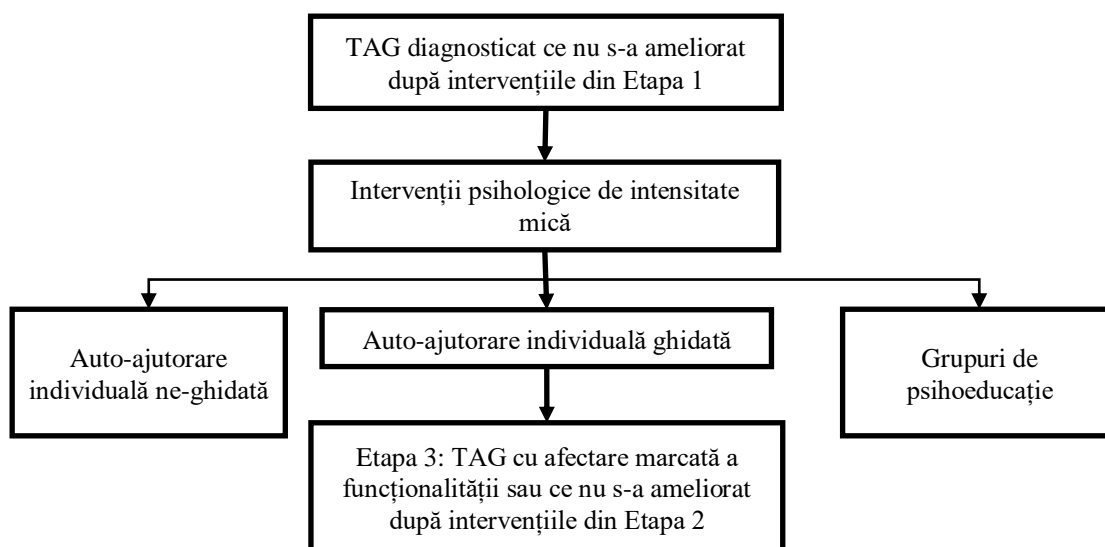 TAG diagnosticat ce nu s-a ameliorat
după intervențiile din Etapa 1
Intervenții psihologice de intensitate
mică
Auto-ajutorare
individuală ne-ghidată
Auto-ajutorare individuală ghidată
Grupuri de
psihoeducație
Etapa 3: TAG cu afectare marcată a
funcționalității sau ce nu s-a ameliorat
după intervențiile din Etapa 2